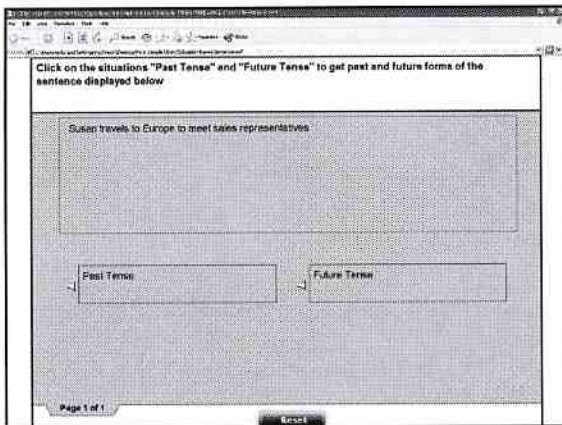 Click on the situations "Past Tense" and "Future Tense" to get past and future forms of the
sentence displayed below
Susan travels to Europe to meet sales representatives
Past Tense
Future Tense
Page 1 of 1
Reset